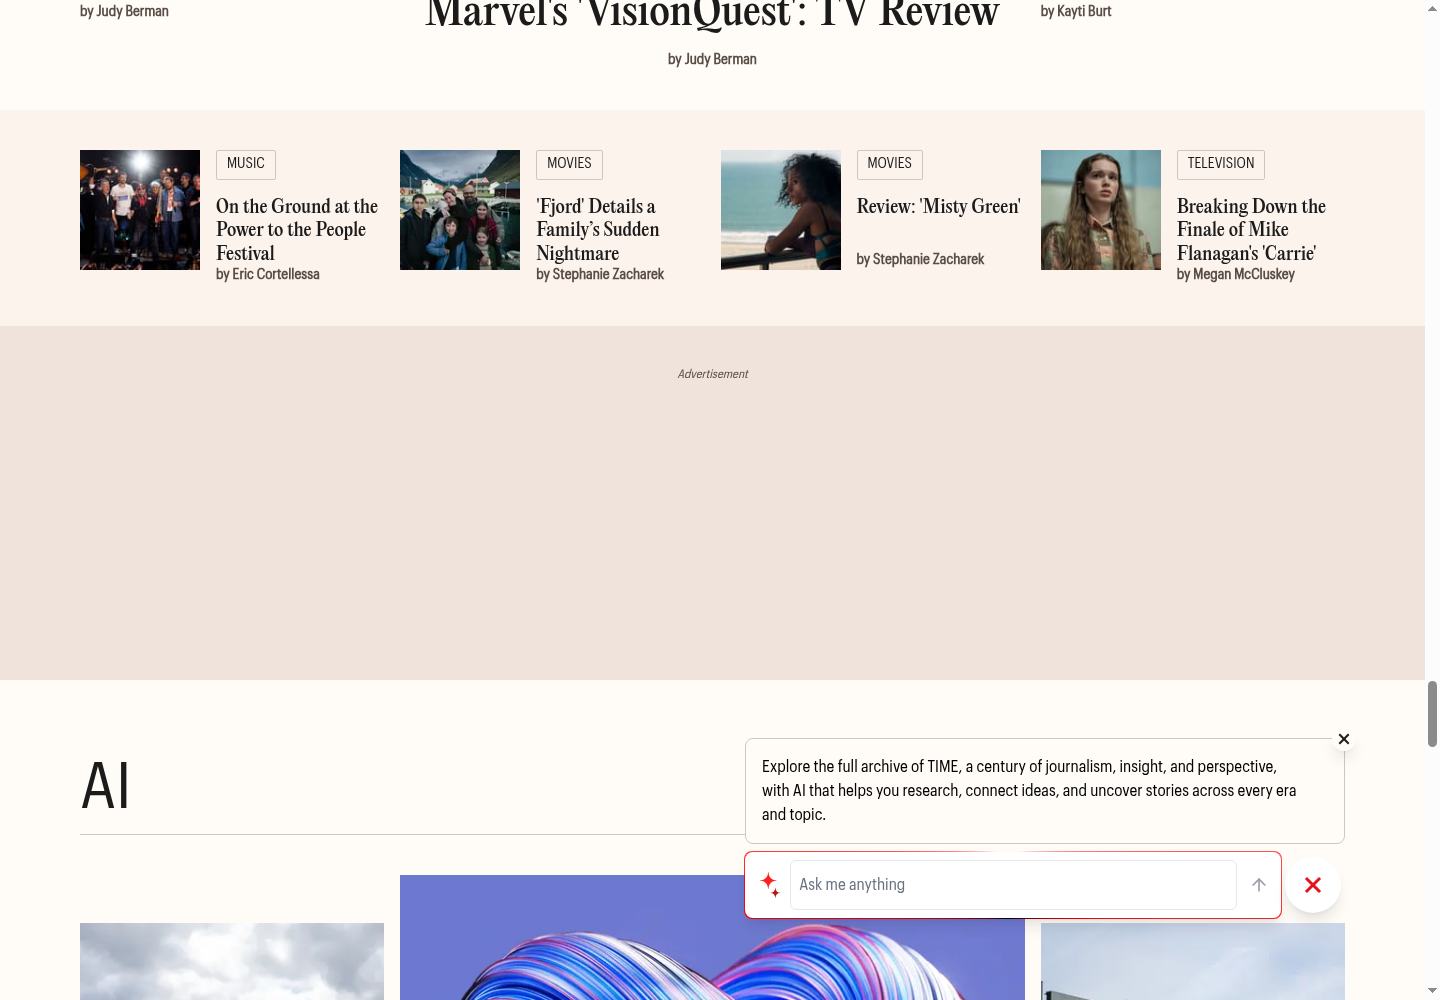 by Judy Berman
Marvel's 'VisionQuest': TV Review
by Judy Berman
by Kayti Burt
MUSIC
On the Ground at the
Power to the People
Festival
by Eric Cortellessa
MOVIES
'Fjord' Details a
Family’s Sudden
Nightmare
by Stephanie Zacharek
MOVIES
Review: 'Misty Green'
by Stephanie Zacharek
TELEVISION
Breaking Down the
Finale of Mike
Flanagan's 'Carrie'
by Megan McCluskey
Advertisement
AI
Explore the full archive of TIME, a century of journalism, insight, and perspective,
with AI that helps you research, connect ideas, and uncover stories across every era
and topic.
Ask me anything